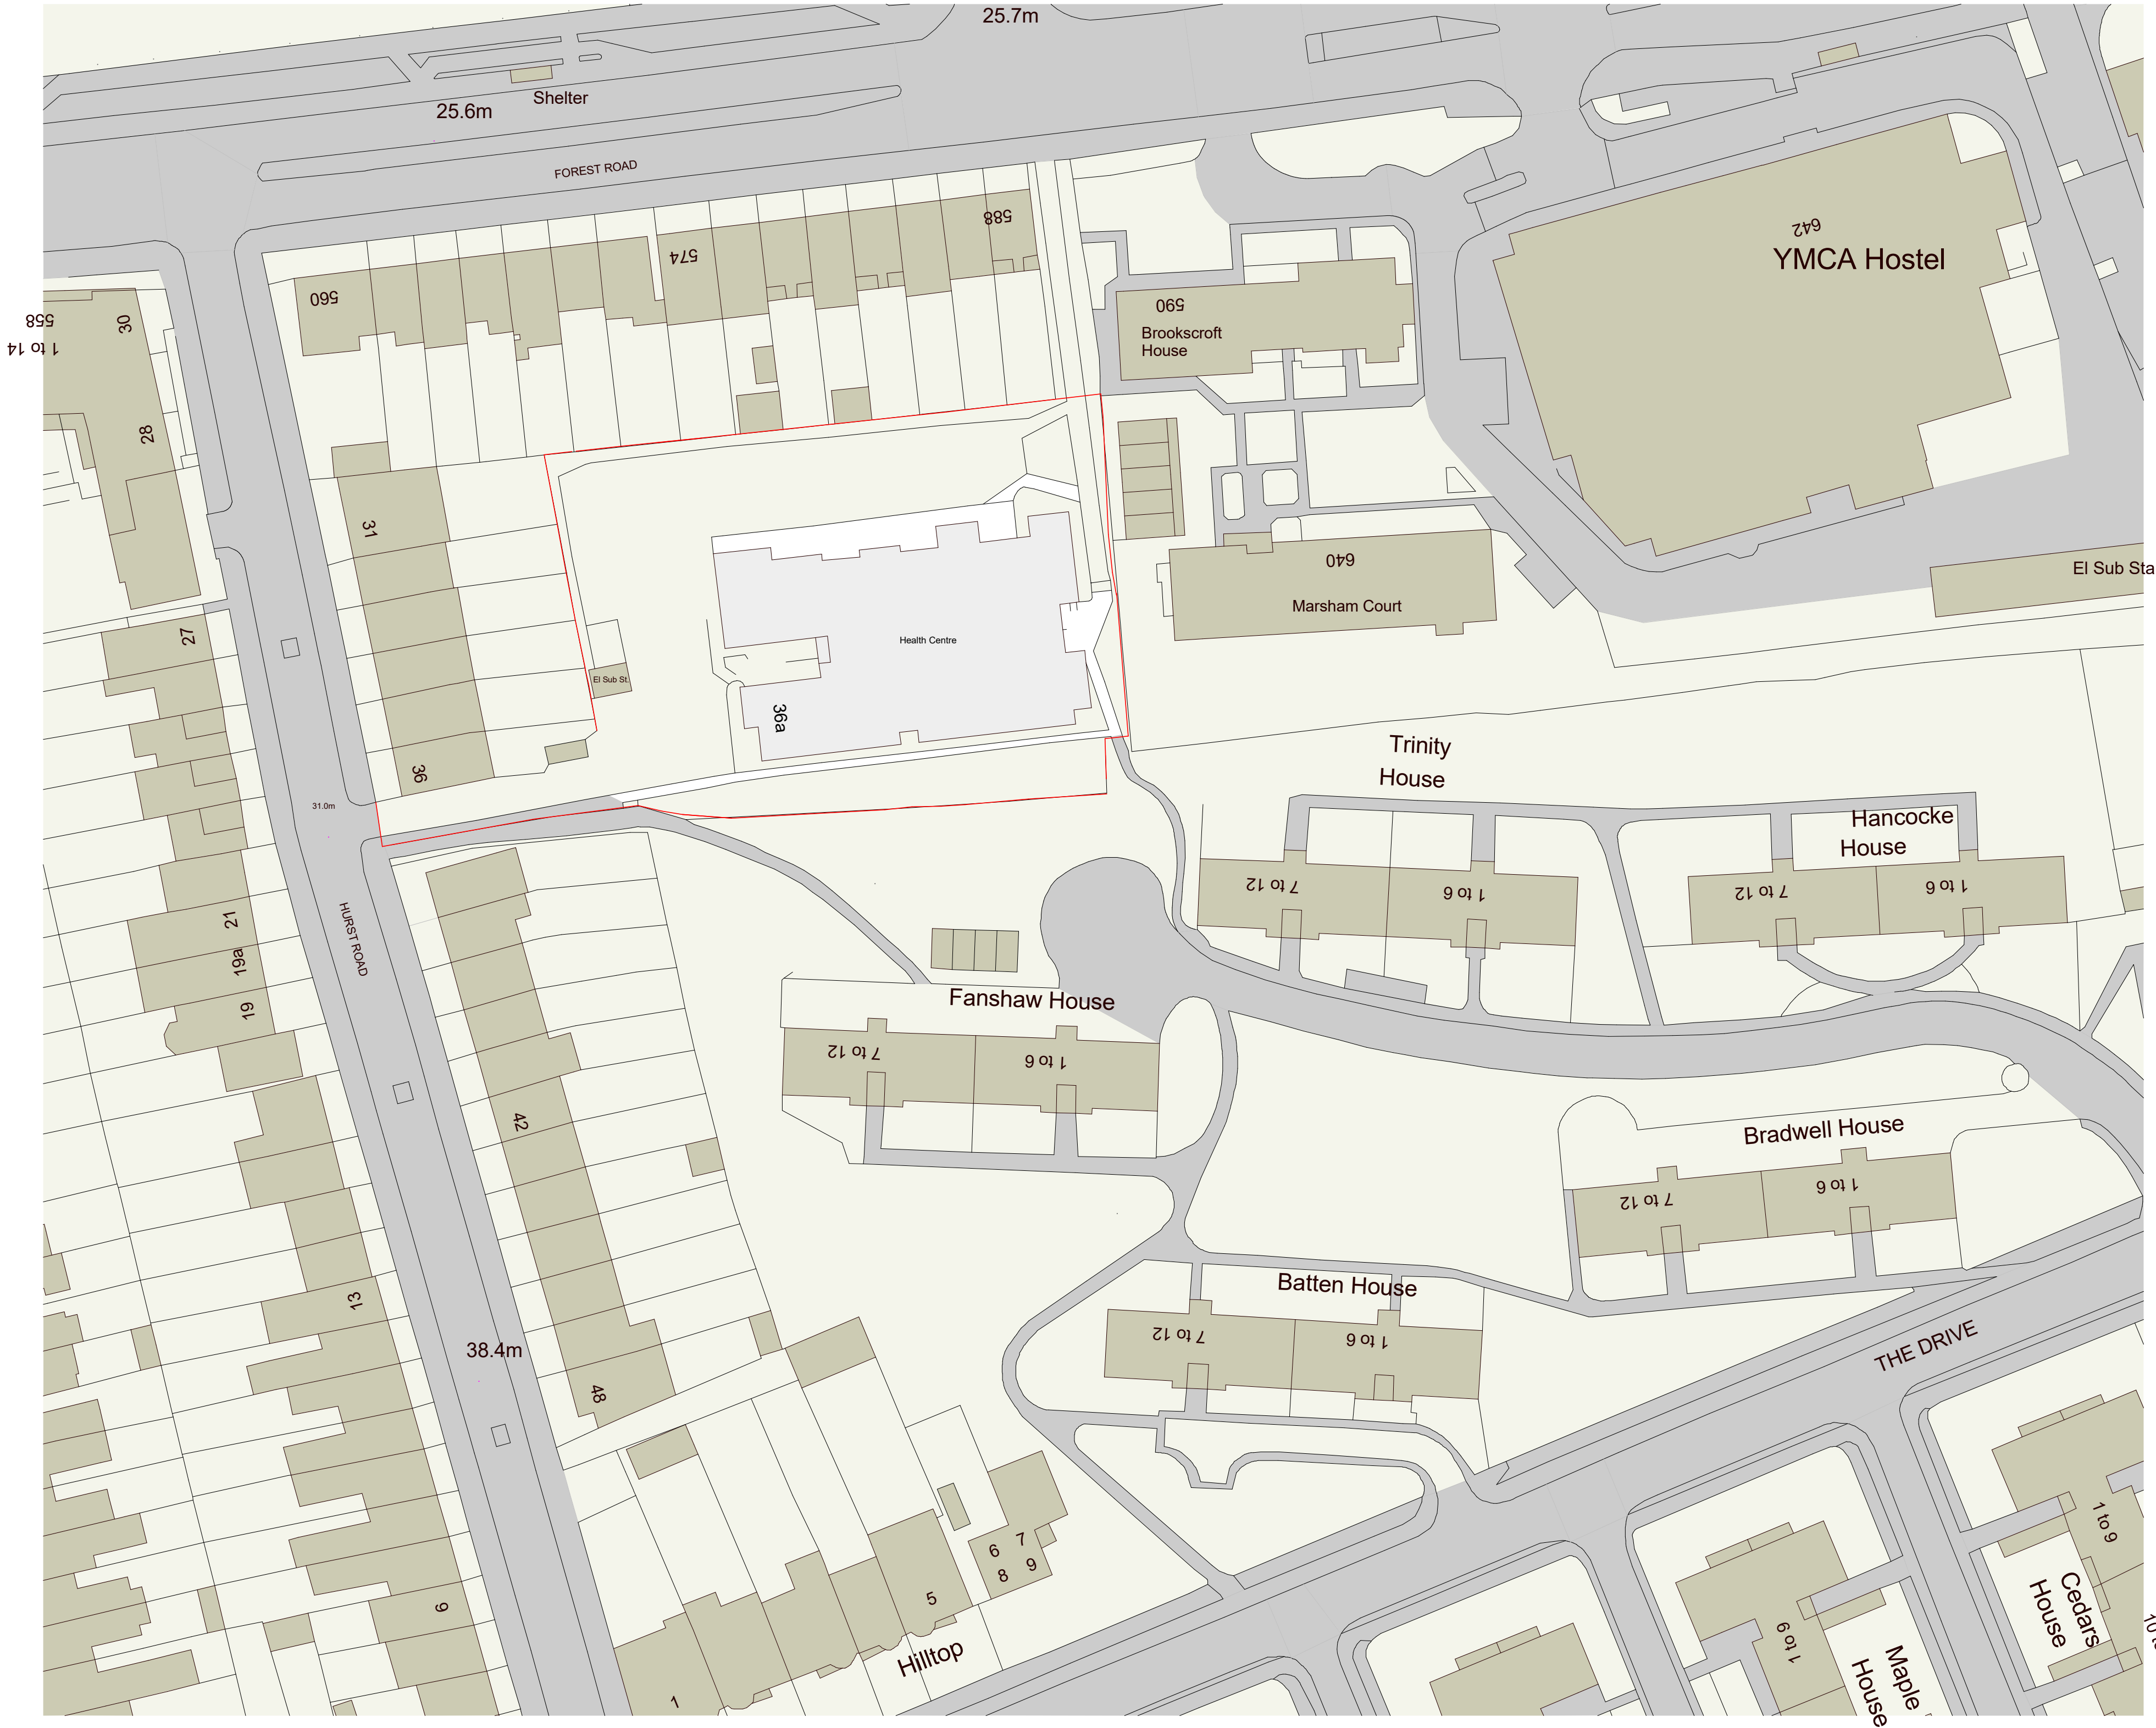 25.7m
25.6m
Shelter
FOREST ROAD
588
574
560
558
1 to 14
30
28
642
YMCA Hostel
590
Brookscroft
House
31
640
Marsham Court
El Sub Sta
27
Health Centre
El Sub St.
36a
36
31.0m
Trinity
House
Hancocke
House
7 to 12
1 to 6
7 to 12
1 to 6
21
19a
19
HURST ROAD
Fanshaw House
7 to 12
1 to 6
42
Bradwell House
7 to 12
1 to 6
13
Batten House
7 to 12
1 to 6
38.4m
48
THE DRIVE
6 7
8 9
5
9
1
Hilltop
1 to 9
Maple
House
1 to 9
Cedars
House